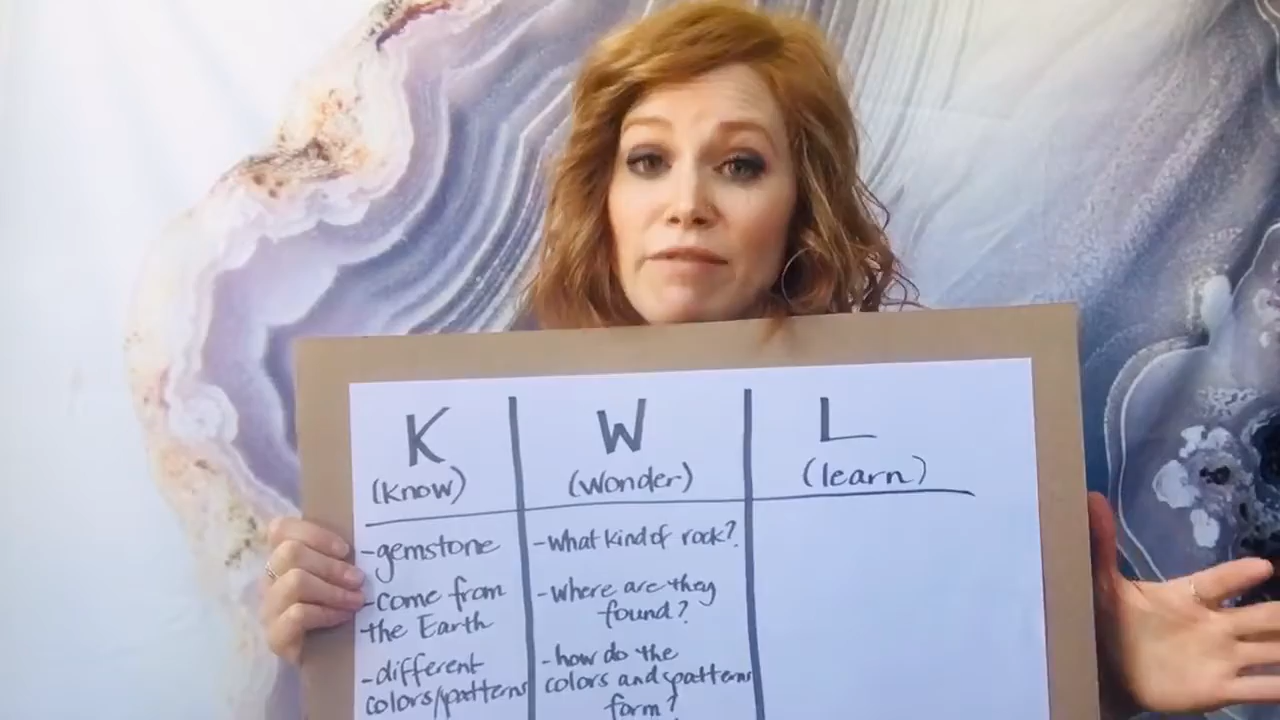 K
(know)
-gemstone
-come from
the Earth
-different
colors/patterns
W
(wonder)
-What kind of rock?
-where are they
found?
-how do the
colors and patterns
form?
L
(learn)